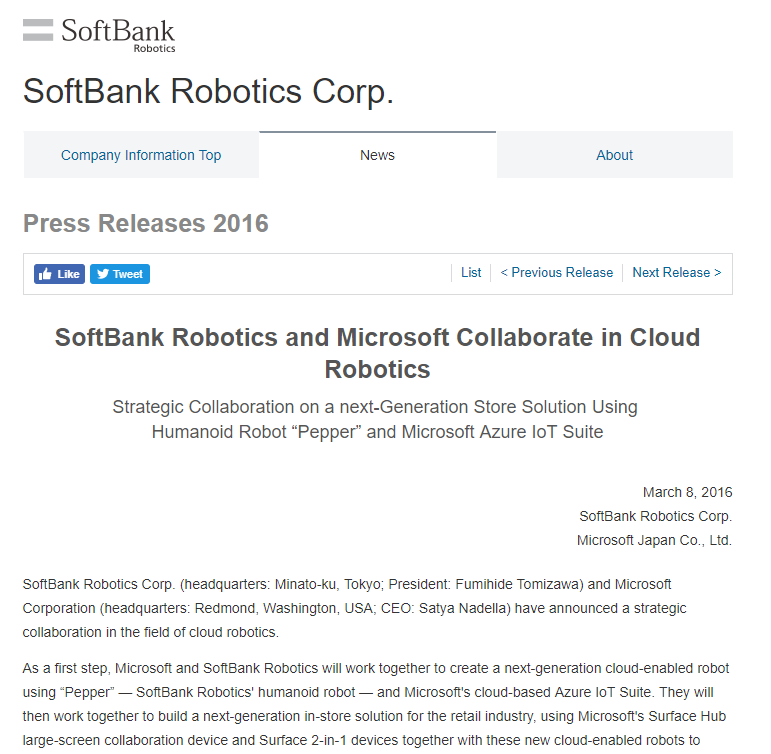 SoftBank
Robotics
SoftBank Robotics Corp.
Company Information Top
News
About
Press Releases 2016
Like
Tweet
List
< Previous Release
Next Release >
SoftBank Robotics and Microsoft Collaborate in Cloud
Robotics
Strategic Collaboration on a next-Generation Store Solution Using
Humanoid Robot “Pepper” and Microsoft Azure IoT Suite
March 8, 2016
SoftBank Robotics Corp.
Microsoft Japan Co., Ltd.
SoftBank Robotics Corp. (headquarters: Minato-ku, Tokyo; President: Fumihide Tomizawa) and Microsoft
Corporation (headquarters: Redmond, Washington, USA; CEO: Satya Nadella) have announced a strategic
collaboration in the field of cloud robotics.
As a first step, Microsoft and SoftBank Robotics will work together to create a next-generation cloud-enabled robot
using “Pepper” — SoftBank Robotics' humanoid robot — and Microsoft's cloud-based Azure IoT Suite. They will
then work together to build a next-generation in-store solution for the retail industry, using Microsoft's Surface Hub
large-screen collaboration device and Surface 2-in-1 devices together with these new cloud-enabled robots to